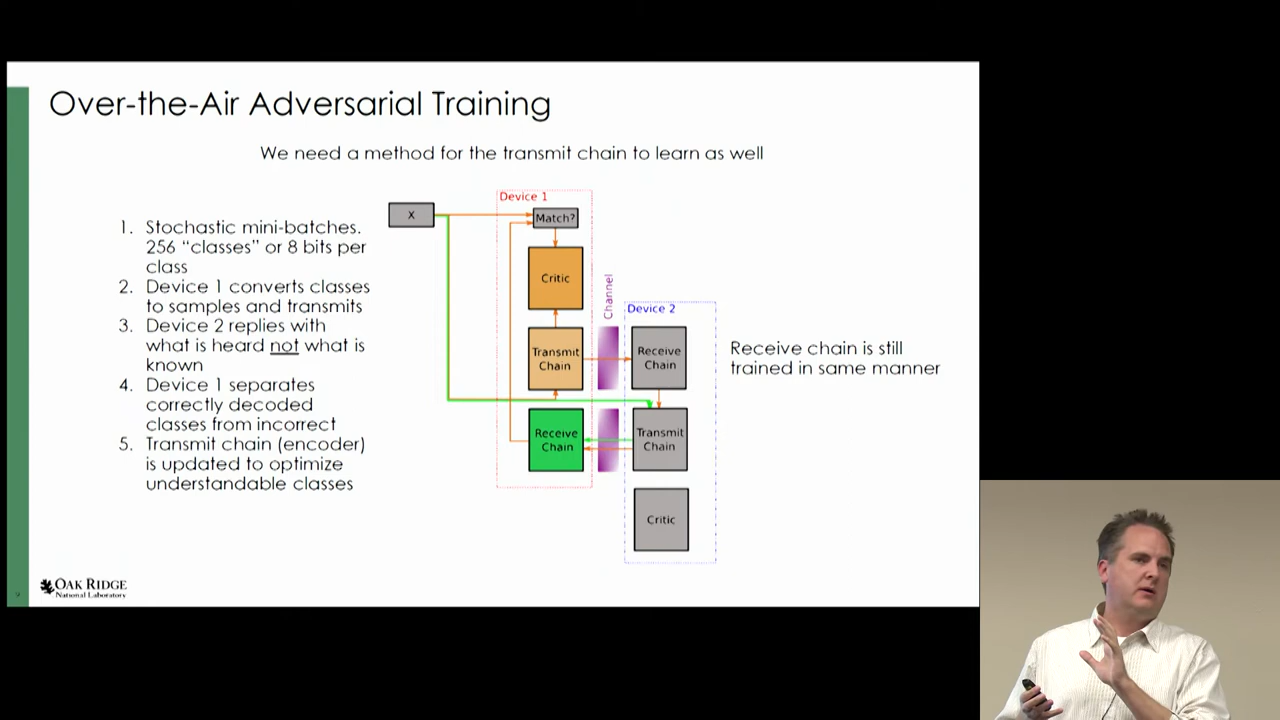 Over-the-Air Adversarial Training
We need a method for the transmit chain to learn as well
1. Stochastic mini-batches.
256 “classes” or 8 bits per
class
2. Device 1 converts classes
to samples and transmits
3. Device 2 replies with
what is heard not what is
known
4. Device 1 separates
correctly decoded
classes from incorrect
5. Transmit chain (encoder)
is updated to optimize
understandable classes
X
Device 1
Match?
Critic
Transmit
Chain
Receive
Chain
Channel
Device 2
Receive
Chain
Transmit
Chain
Critic
Receive chain is still
trained in same manner
OAK RIDGE
National Laboratory